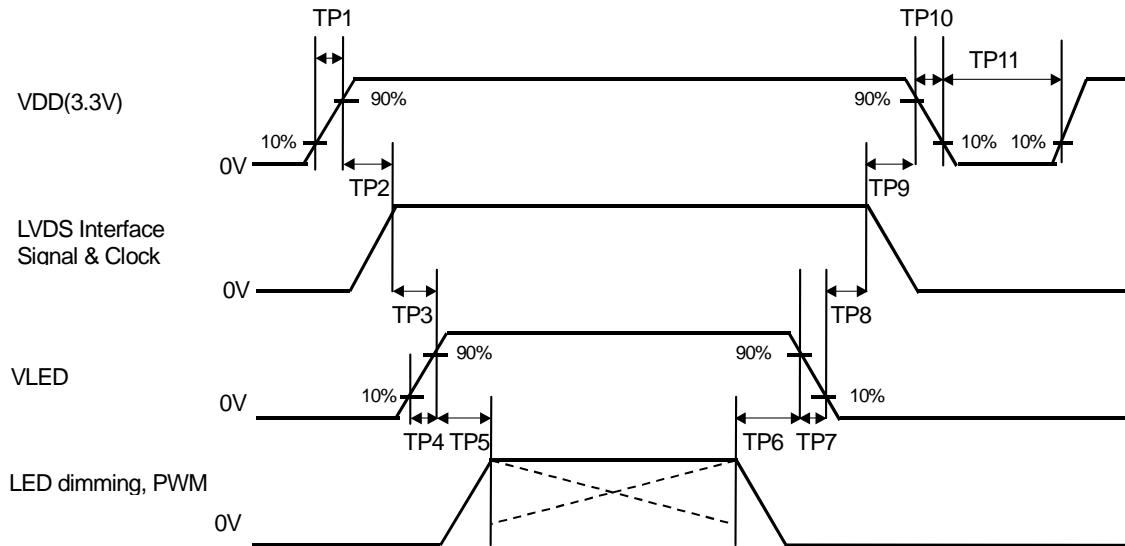 TP1
TP10
TP11
VDD(3.3V)
90%
90%
10%
10%
10%
0V
TP2
TP9
LVDS Interface
Signal & Clock
0V
TP3
TP8
VLED
90%
90%
10%
10%
0V
TP4
TP5
TP6
TP7
LED dimming, PWM
0V